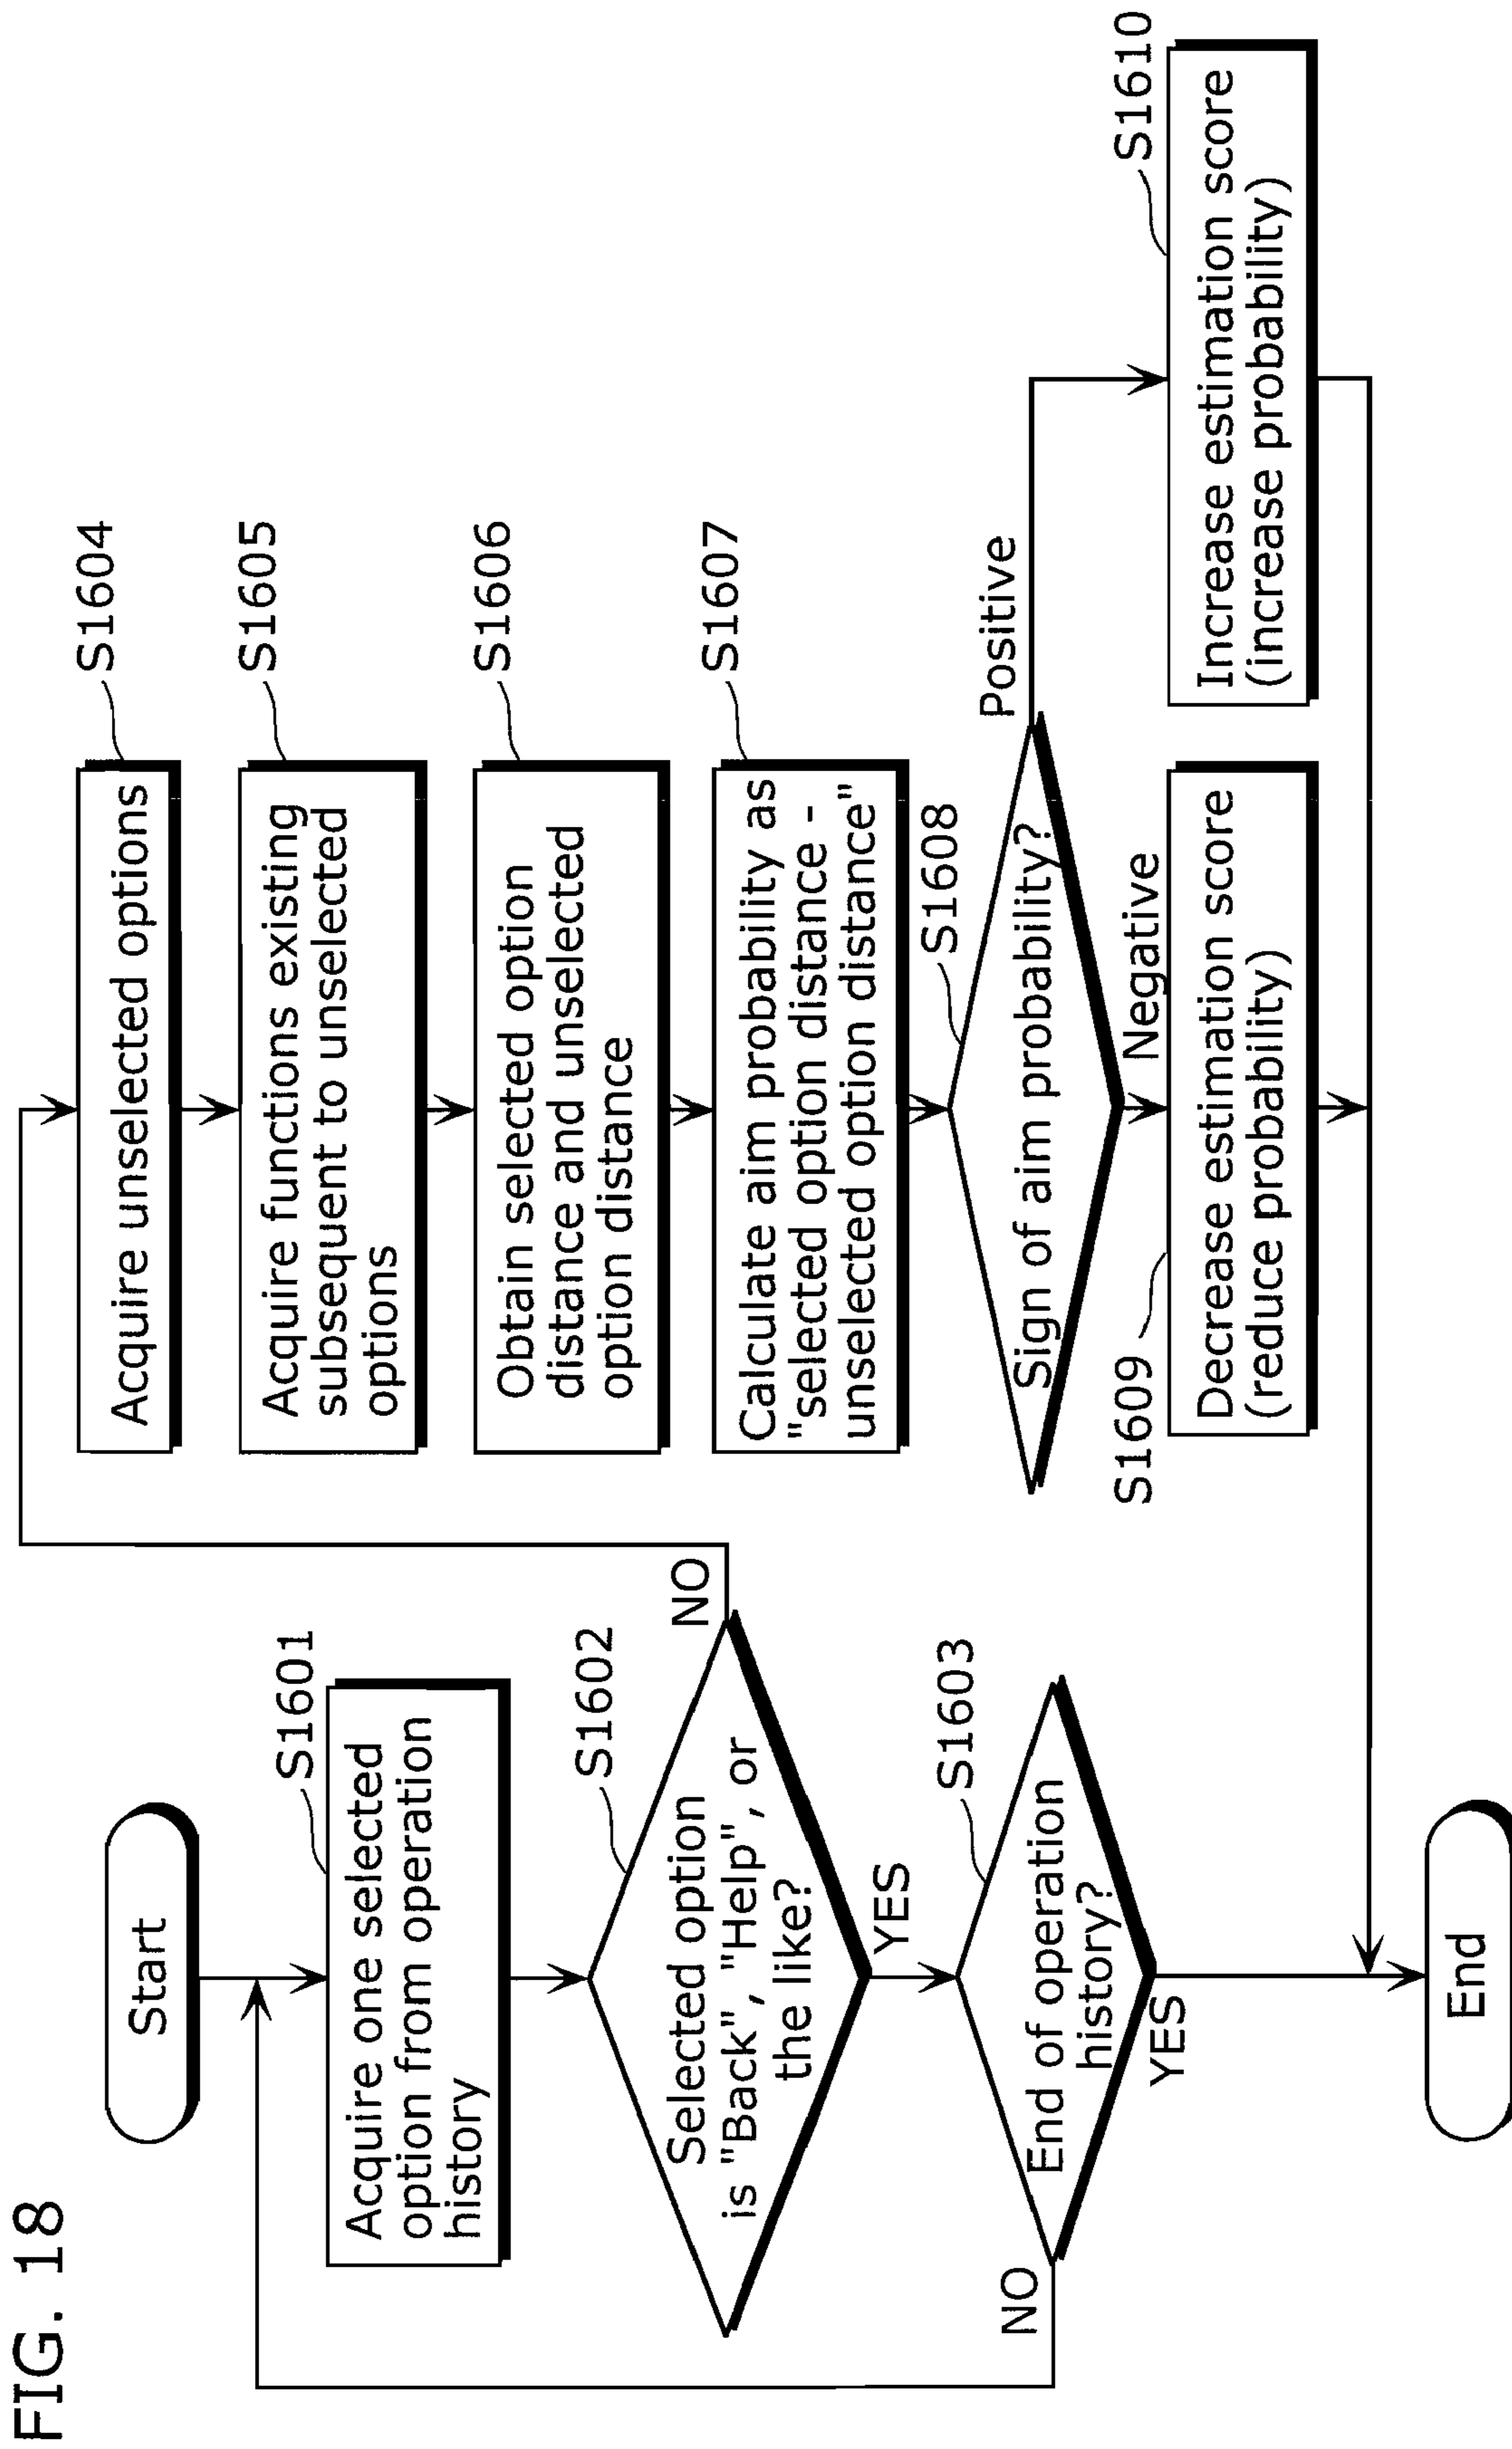 FIG. 18
Start
S1601
Acquire one selected
option from operation
history
S1602
Selected option
is "Back", "Help", or
the like?
NO
YES
S1603
End of operation
history?
NO
YES
End
S1604
Acquire unselected options
S1605
Acquire functions existing
subsequent to unselected
options
S1606
Obtain selected option
distance and unselected
option distance
S1607
Calculate aim probability as
"selected option distance -
unselected option distance"
S1608
Sign of aim probability?
Positive
Negative
S1609
Decrease estimation score
(reduce probability)
S1610
Increase estimation score
(increase probability)